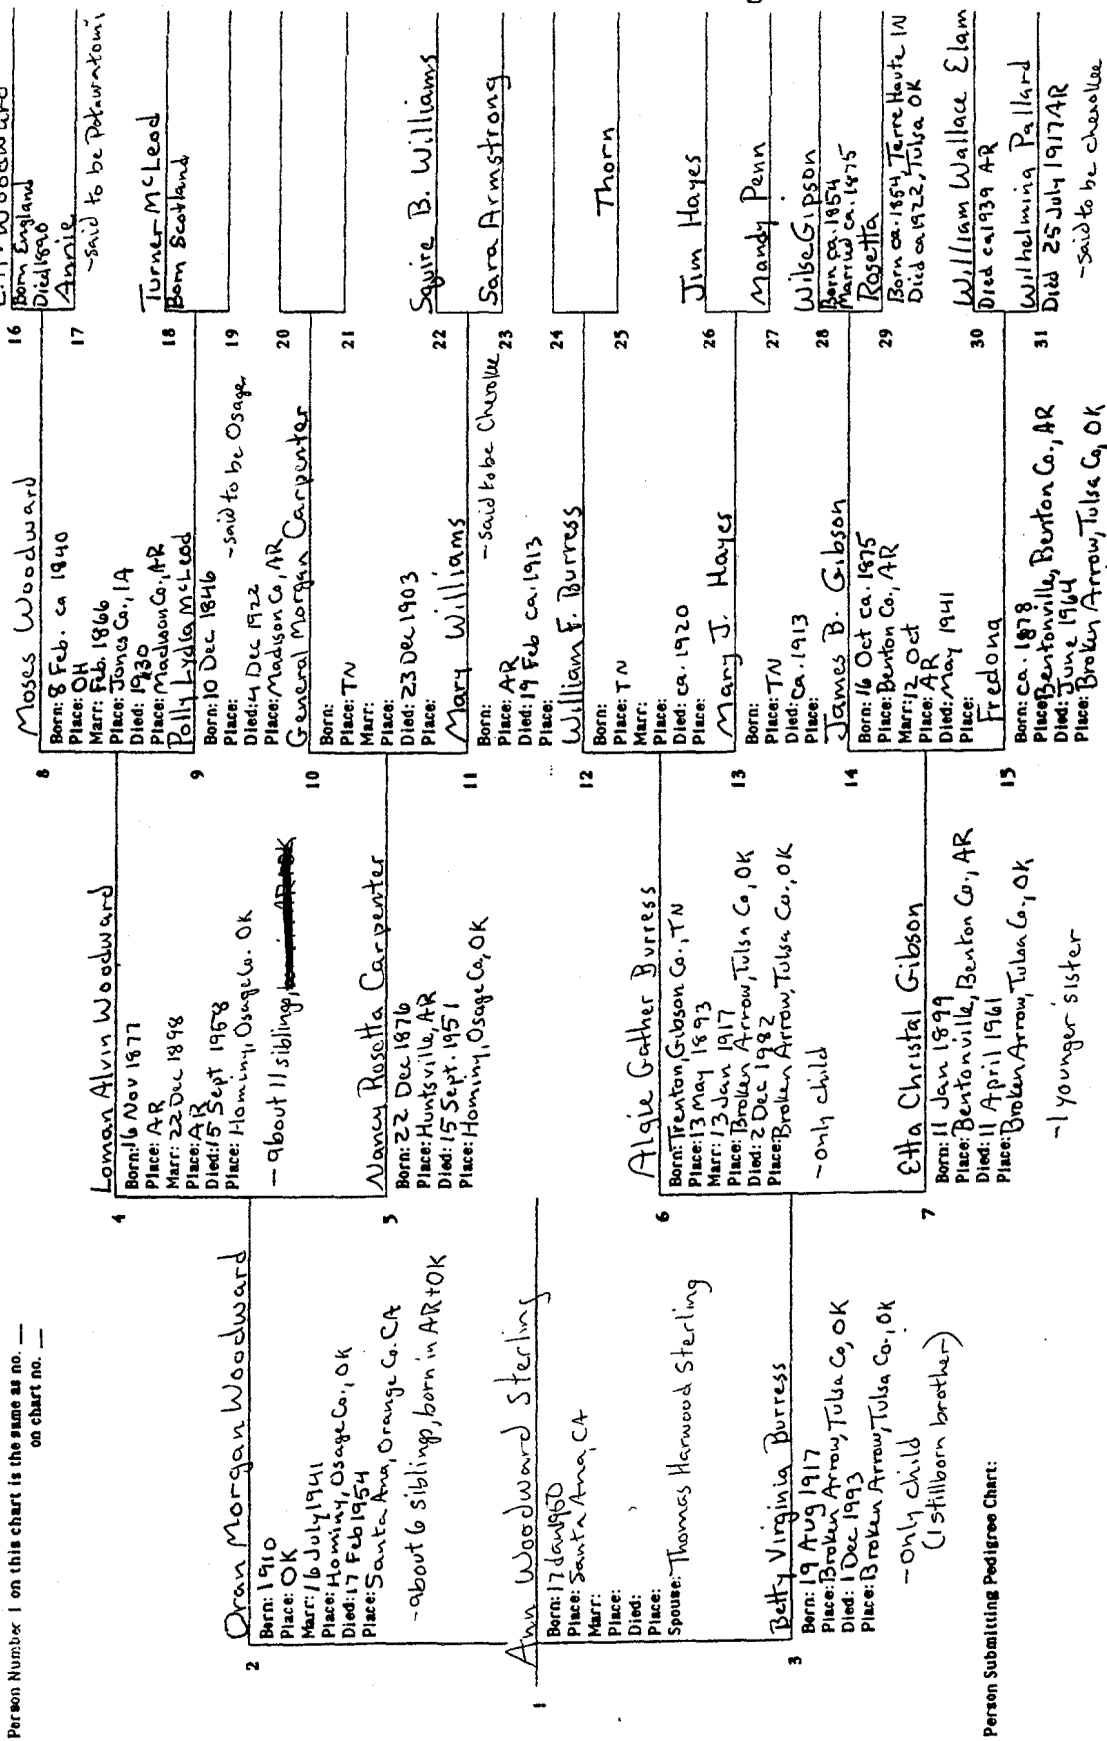 Person Number 1 on this chart is the same as no. __
on chart no. __
2
Oran Morgan Woodward
Born: 1910
Place: OK
Marr: 16 July 1941
Place: Hominy, Osage Co., OK
Died: 17 Feb 1954
Place: Santa Ana, Orange Co. CA
- about 6 siblings, born in AR + OK
1
Ann Woodward Sterling
Born: 17 Jan 1950
Place: Santa Ana, CA
Marr:
Place:
Died:
Place:
Spouse: Thomas Harwood Sterling
3
Betty Virginia Burress
Born: 19 Aug 1917
Place: Broken Arrow, Tulsa Co, OK
Died: 1 Dec 1993
Place: Broken Arrow, Tulsa Co., OK
- only child
(1 stillborn brother)
Person Submitting Pedigree Chart:
4
Loman Alvin Woodward
Born: 16 Nov 1877
Place: AR
Marr: 22 Dec 1898
Place: AR
Died: 15 Sept 1958
Place: Hominy, Osage Co. OK
- about 11 siblings,
5
Nancy Rosetta Carpenter
Born: 22 Dec 1876
Place: Huntsville, AR
Died: 15 Sept. 1951
Place: Hominy, Osage Co, OK
6
Algie Gather Burress
Born: Trenton, Gibson Co., TN
Place: 13 May 1893
Marr: 13 Jan 1917
Place: Broken Arrow, Tulsa Co, OK
Died: 2 Dec 1982
Place: Broken Arrow, Tulsa Co., OK
- only child
7
Etta Christal Gibson
Born: 11 Jan 1899
Place: Bentonville, Benton Co., AR
Died: 11 April 1961
Place: Broken Arrow, Tulsa Co., OK
- 1 younger sister
8
Moses Woodward
Born: 8 Feb. ca 1840
Place: OH
Marr: Feb. 1866
Place: Jones Co., IA
Died: 1930
Place: Madison Co., AR
9
Polly Lydia McLeod
Born: 10 Dec 1846
Place: - said to be Osage
Died: 4 Dec 1922
Place: Madison Co, AR
10
General Morgan Carpenter
Born:
Place: TN
Marr:
Place:
Died: 23 Dec 1903
Place:
11
Mary Williams
Born: - said to be Cherokee
Place: AR
Died: 19 Feb ca. 1913
Place:
12
William F. Burress
Born:
Place: TN
Marr:
Place:
Died: ca. 1920
Place:
13
Mary J. Hayes
Born:
Place: TN
Died: ca. 1913
Place:
14
James B. Gibson
Born: 16 Oct ca. 1875
Place: Benton Co., AR
Marr: 12 Oct
Place: AR
Died: May 1941
Place:
15
Fredona
Born: ca. 1878
Place: Bentonville, Benton Co., AR
Died: June 1964
Place: Broken Arrow, Tulsa Co, OK
16
Woodward
Born England
Died 1890
17
Annie
- said to be Potawatomi
18
Turner McLeod
Born Scotland
19
20
21
22
Squire B. Williams
23
Sara Armstrong
24
25
Thorn
26
Jim Hayes
27
Mandy Penn
28
Wilse Gipson
Born ca. 1854
Married ca. 1875
29
Rosetta
Born ca. 1854, Terre Haute IN
Died ca 1922, Tulsa OK
30
William Wallace Elam
Died ca 1939 AR
31
Wilhelmina Pallard
Died 25 July 1917 AR
- said to be cherokee